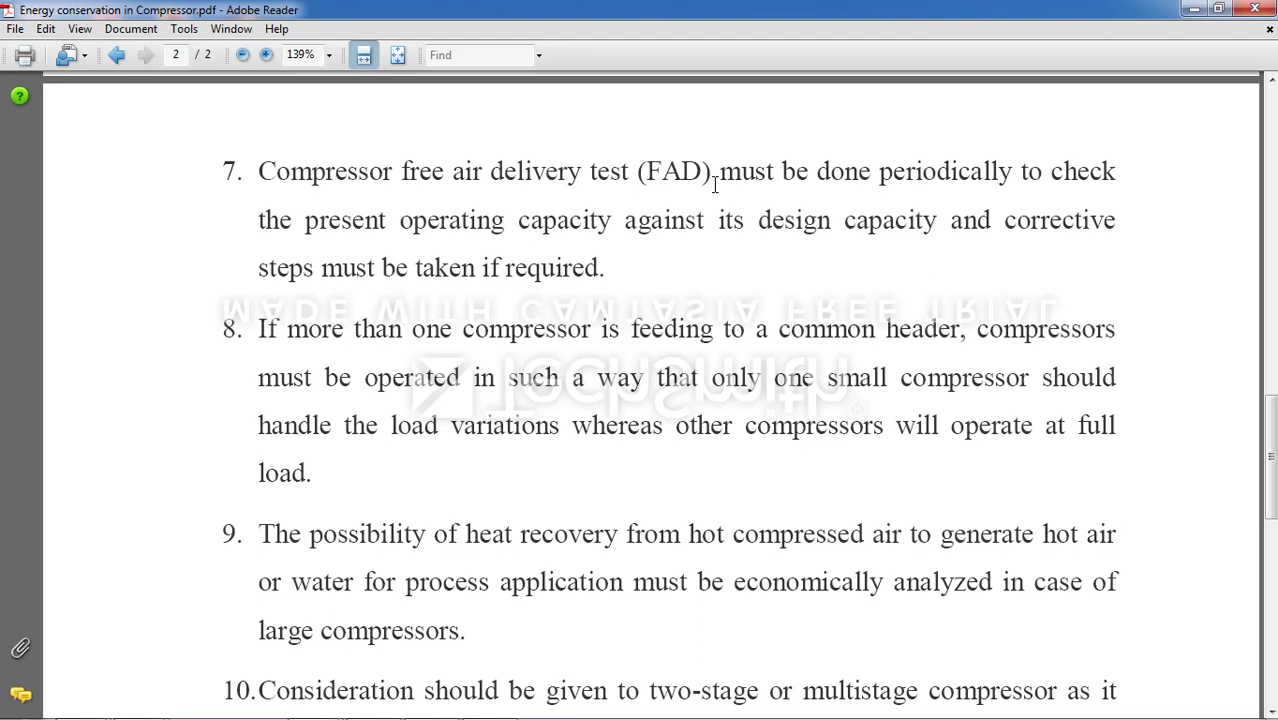 Energy conservation in Compressor.pdf - Adobe Reader
File Edit View Document Tools Window Help
2 / 2 139% Find
7. Compressor free air delivery test (FAD) must be done periodically to check
the present operating capacity against its design capacity and corrective
steps must be taken if required.
MADE WITH CAMTASIA FREE TRIAL
8. If more than one compressor is feeding to a common header, compressors
must be operated in such a way that only one small compressor should
TechSmith
handle the load variations whereas other compressors will operate at full
load.
9. The possibility of heat recovery from hot compressed air to generate hot air
or water for process application must be economically analyzed in case of
large compressors.
10. Consideration should be given to two-stage or multistage compressor as it